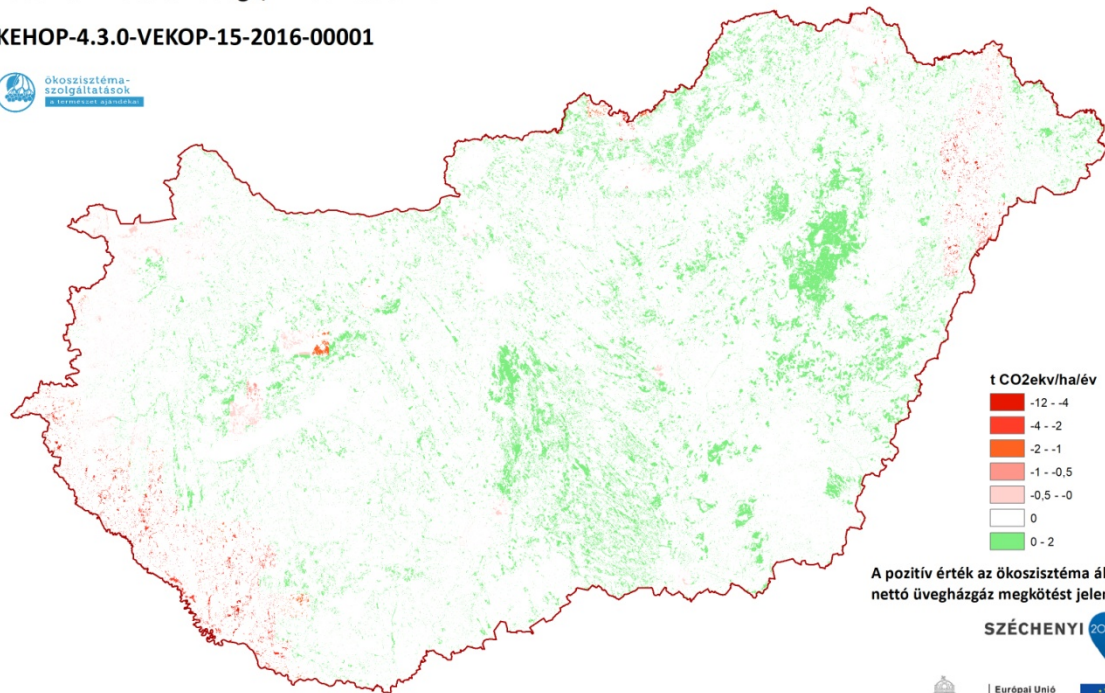 KEHOP-4.3.0-VEKOP-15-2016-00001
ökoszisztéma-
szolgáltatások
a természet ajándékai
t CO2ekv/ha/év
-12 - -4
-4 - -2
-2 - -1
-1 - -0,5
-0,5 - -0
0
0 - 2
A pozitív érték az ökoszisztéma ál
nettó üvegházgáz megkötést jelen
SZÉCHENYI 20
Európai Unió